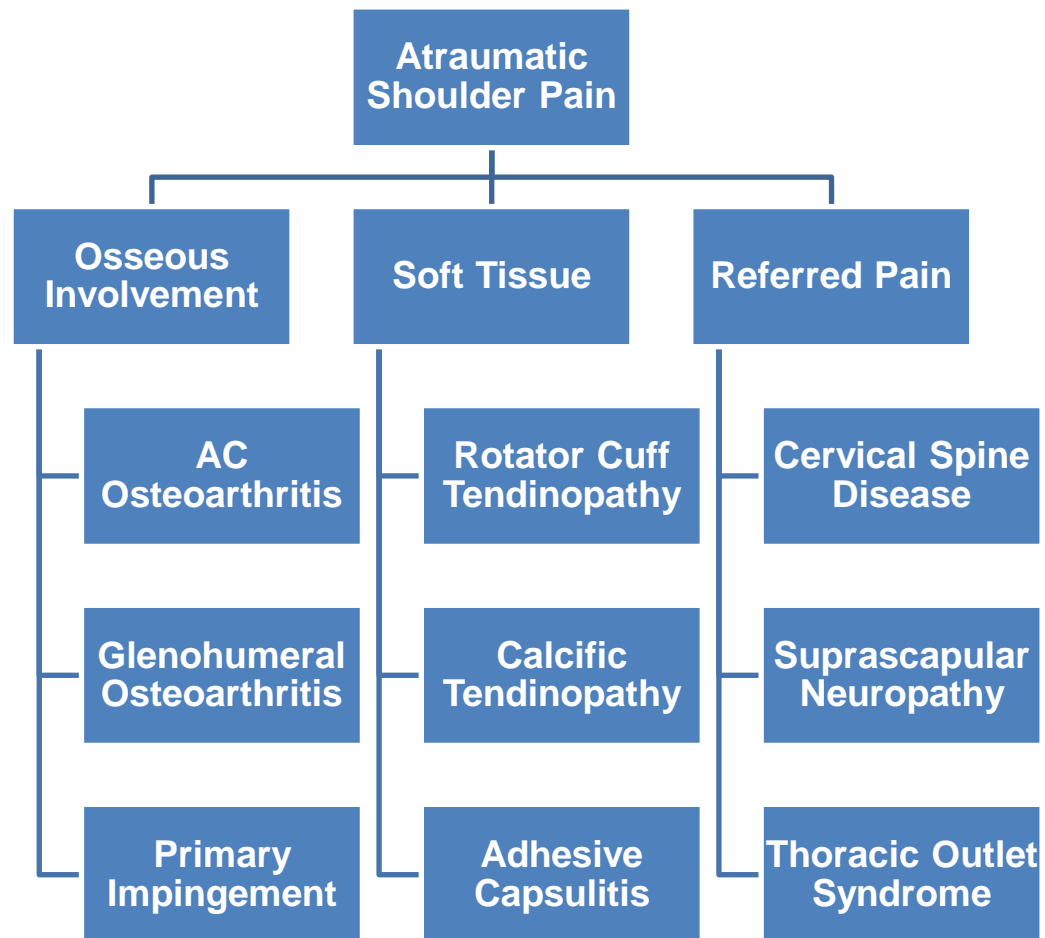 Atraumatic
Shoulder Pain
Osseous
Involvement
Soft Tissue
Referred Pain
AC
Osteoarthritis
Rotator Cuff
Tendinopathy
Cervical Spine
Disease
Glenohumeral
Osteoarthritis
Calcific
Tendinopathy
Suprascapular
Neuropathy
Primary
Impingement
Adhesive
Capsulitis
Thoracic Outlet
Syndrome